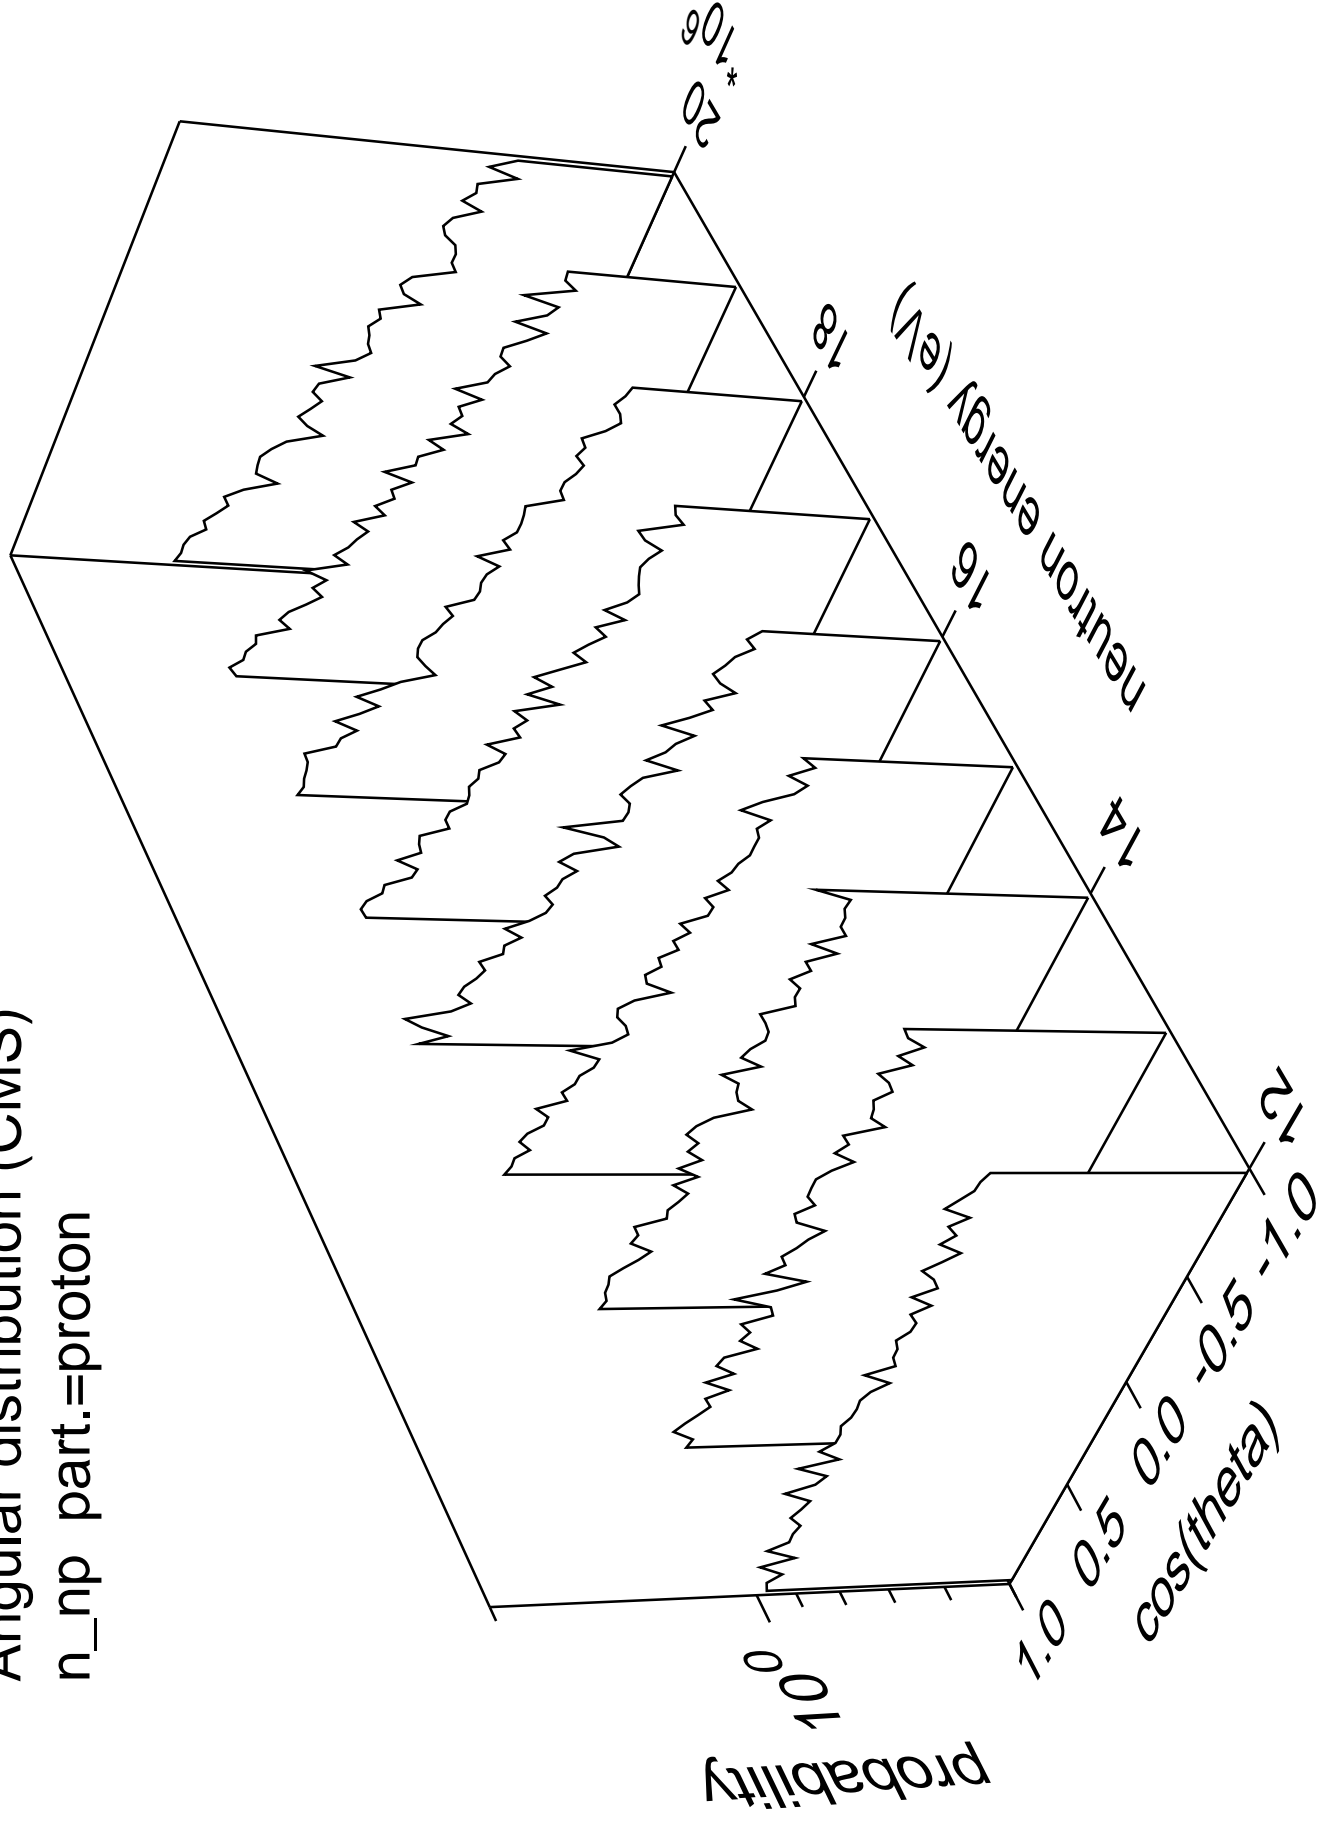 Angular distribution (CMS)
n_np part.=proton
probability
10 0
1.0 0.5 0.0 -0.5 -1.0
cos(theta)
12 14 16 18 20
*10 6
neutron energy (eV)